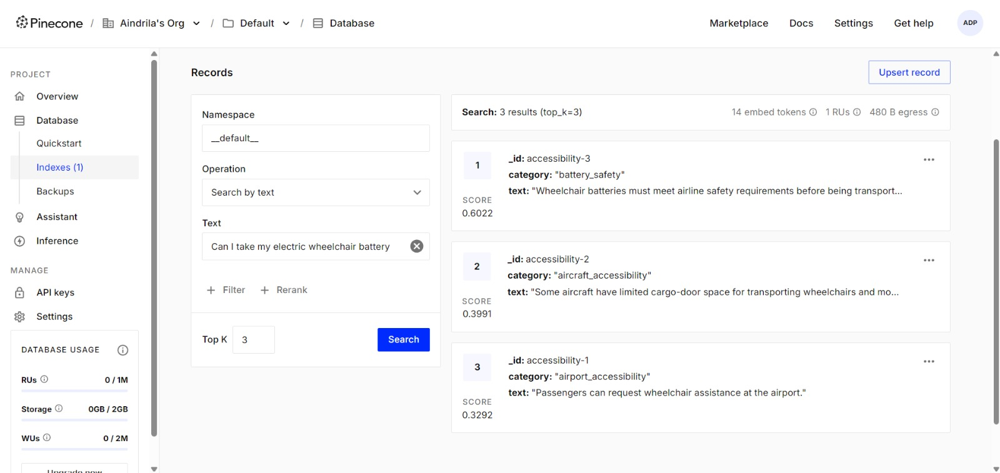 Pinecone / Aindrila's Org / Default / Database
Marketplace Docs Settings Get help ADP
PROJECT
Overview
Database
Quickstart
Indexes (1)
Backups
Assistant
Inference
MANAGE
API keys
Settings
DATABASE USAGE
RUs 0 / 1M
Storage 0GB / 2GB
WUs 0 / 2M
Upgrade now
Records
Upsert record
Namespace
__default__
Operation
Search by text
Text
Can I take my electric wheelchair battery
Filter Rerank
Top K 3 Search
Search: 3 results (top_k=3) 14 embed tokens 1 RUs 480 B egress
1
_id: accessibility-3
category: "battery_safety"
text: "Wheelchair batteries must meet airline safety requirements before being transport...
SCORE
0.6022
2
_id: accessibility-2
category: "aircraft_accessibility"
text: "Some aircraft have limited cargo-door space for transporting wheelchairs and mo...
SCORE
0.3991
3
_id: accessibility-1
category: "airport_accessibility"
text: "Passengers can request wheelchair assistance at the airport."
SCORE
0.3292